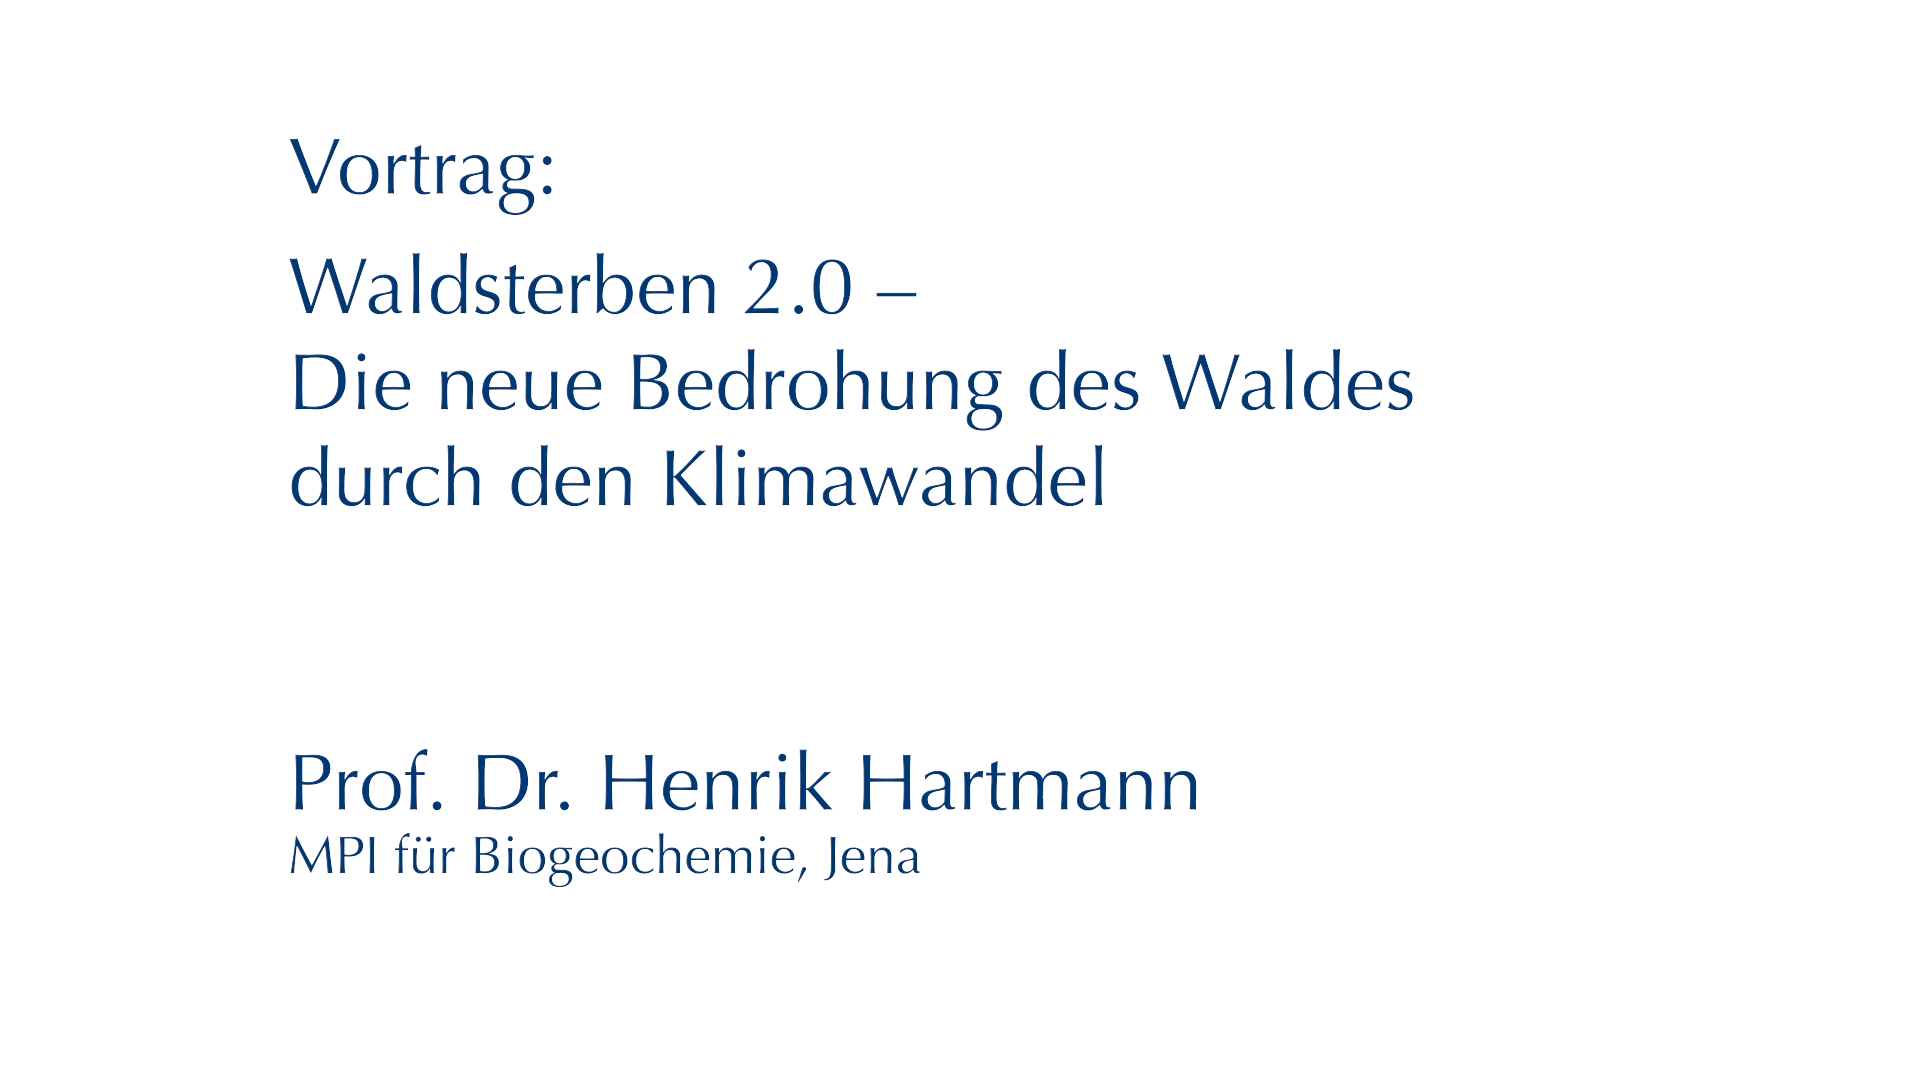 Vortrag:
Waldsterben 2.0 –
Die neue Bedrohung des Waldes
durch den Klimawandel
Prof. Dr. Henrik Hartmann
MPI für Biogeochemie, Jena